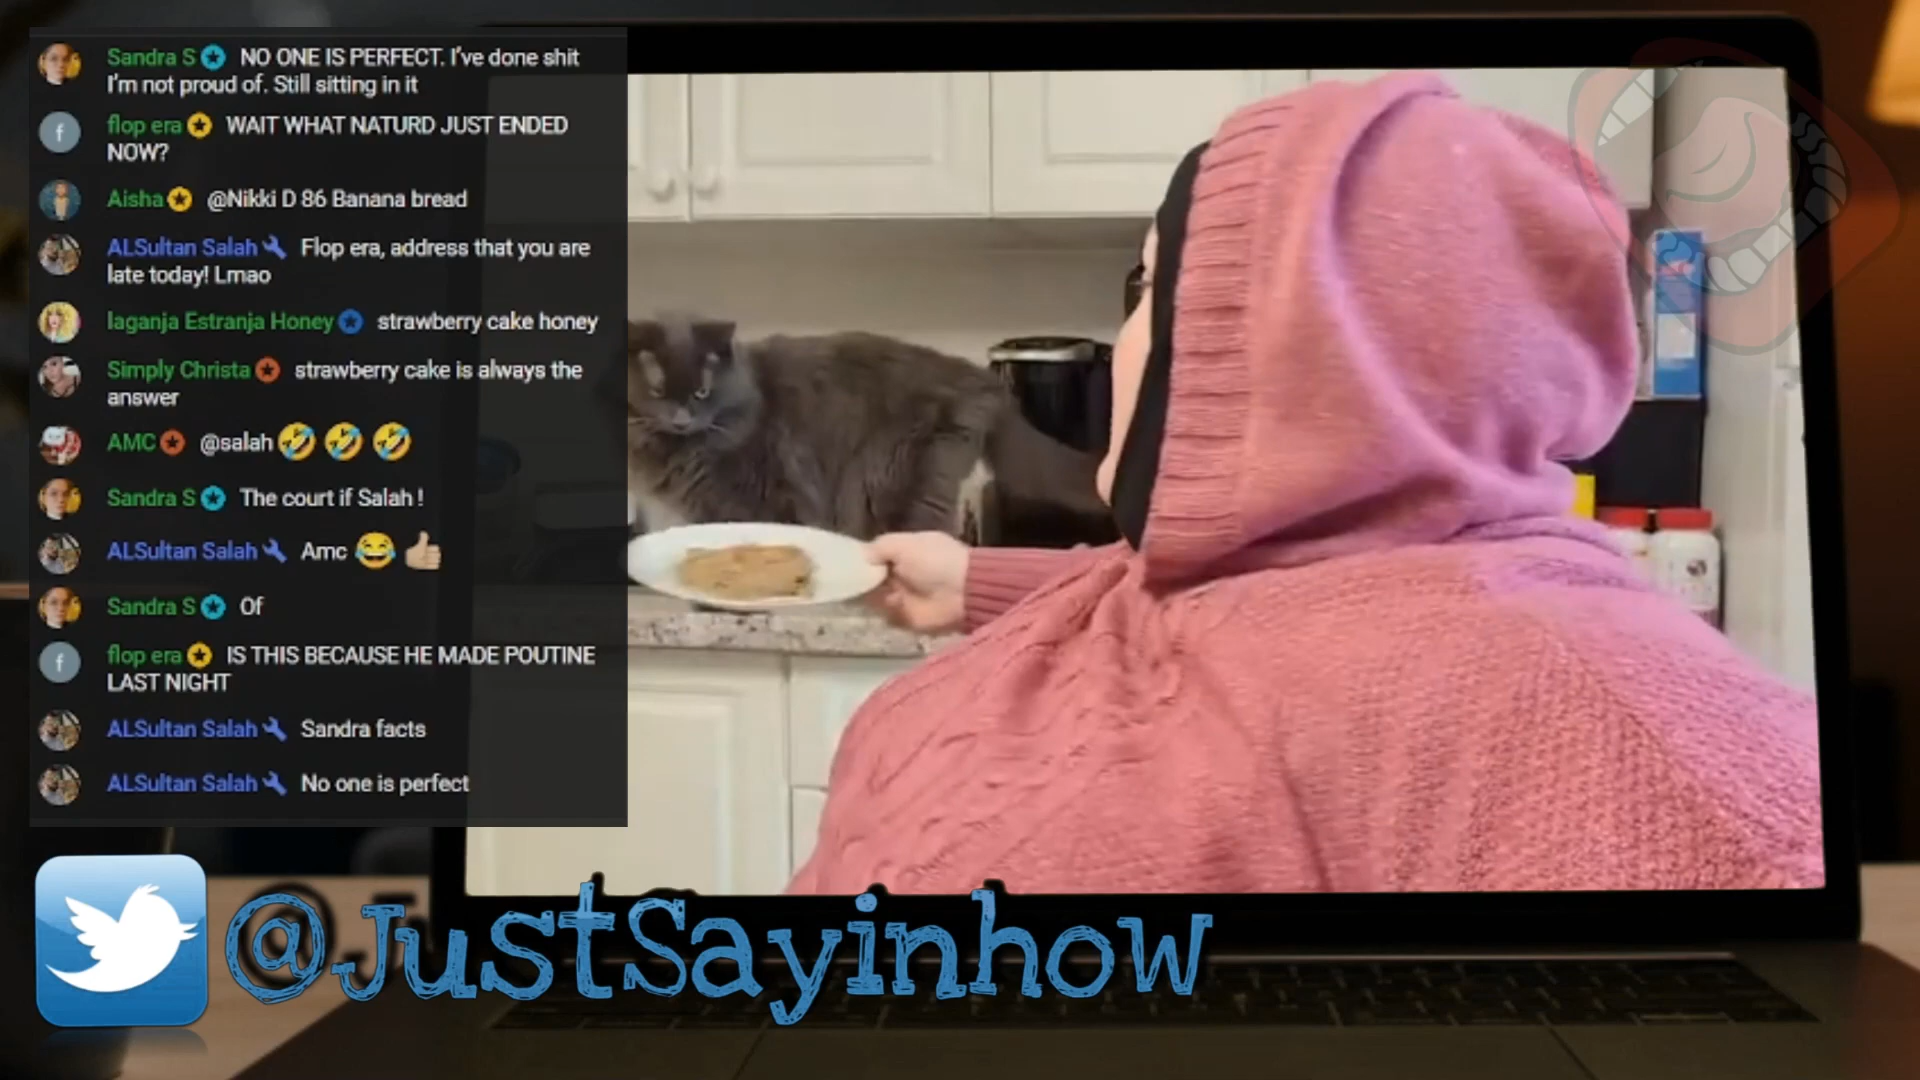 Sandra S NO ONE IS PERFECT. I've done shit
I'm not proud of. Still sitting in it
flop era WAIT WHAT NATURD JUST ENDED
NOW?
Aisha @Nikki D 86 Banana bread
ALSultan Salah Flop era, address that you are
late today! Lmao
laganja Estranja Honey strawberry cake honey
Simply Christa strawberry cake is always the
answer
AMC @salah 🤣 🤣 🤣
Sandra S The court if Salah !
ALSultan Salah Amc 😂 👍🏼
Sandra S Of
f flop era IS THIS BECAUSE HE MADE POUTINE
LAST NIGHT
ALSultan Salah Sandra facts
ALSultan Salah No one is perfect
@JustSayinhow